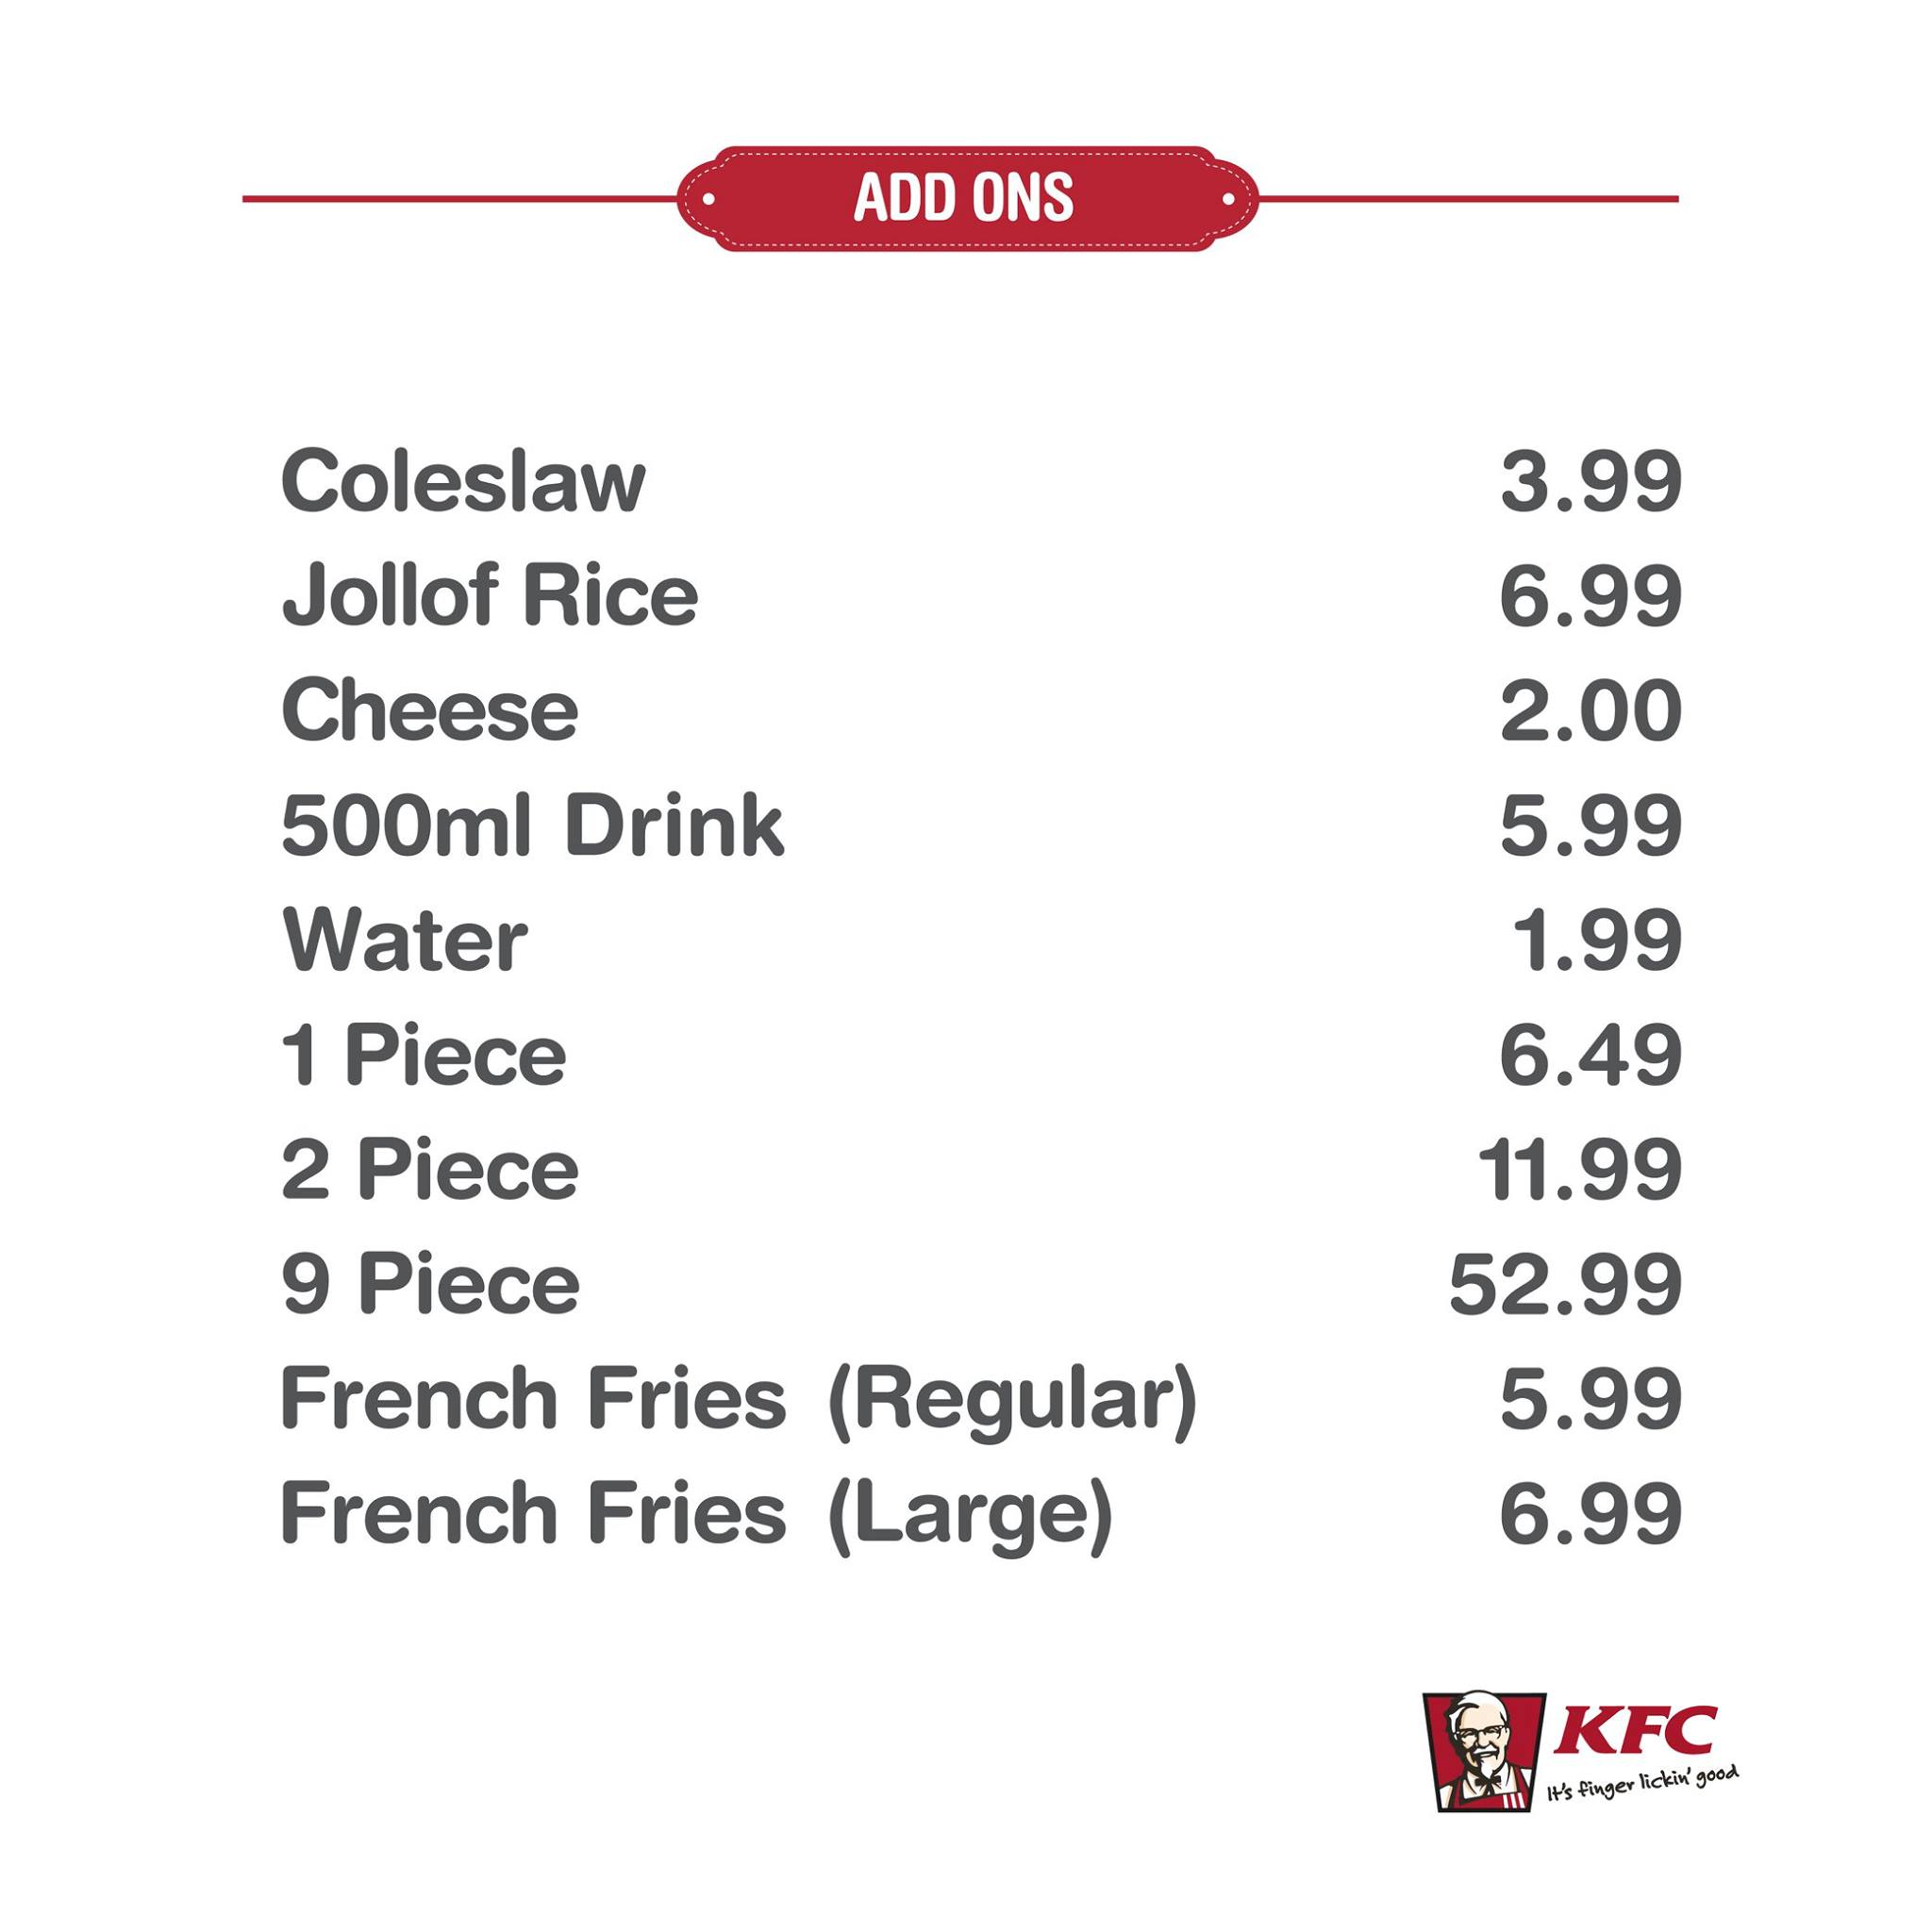 ADD ONS
Coleslaw 3.99
Jollof Rice 6.99
Cheese 2.00
500ml Drink 5.99
Water 1.99
1 Piece 6.49
2 Piece 11.99
9 Piece 52.99
French Fries (Regular) 5.99
French Fries (Large) 6.99
KFC
It's finger lickin' good